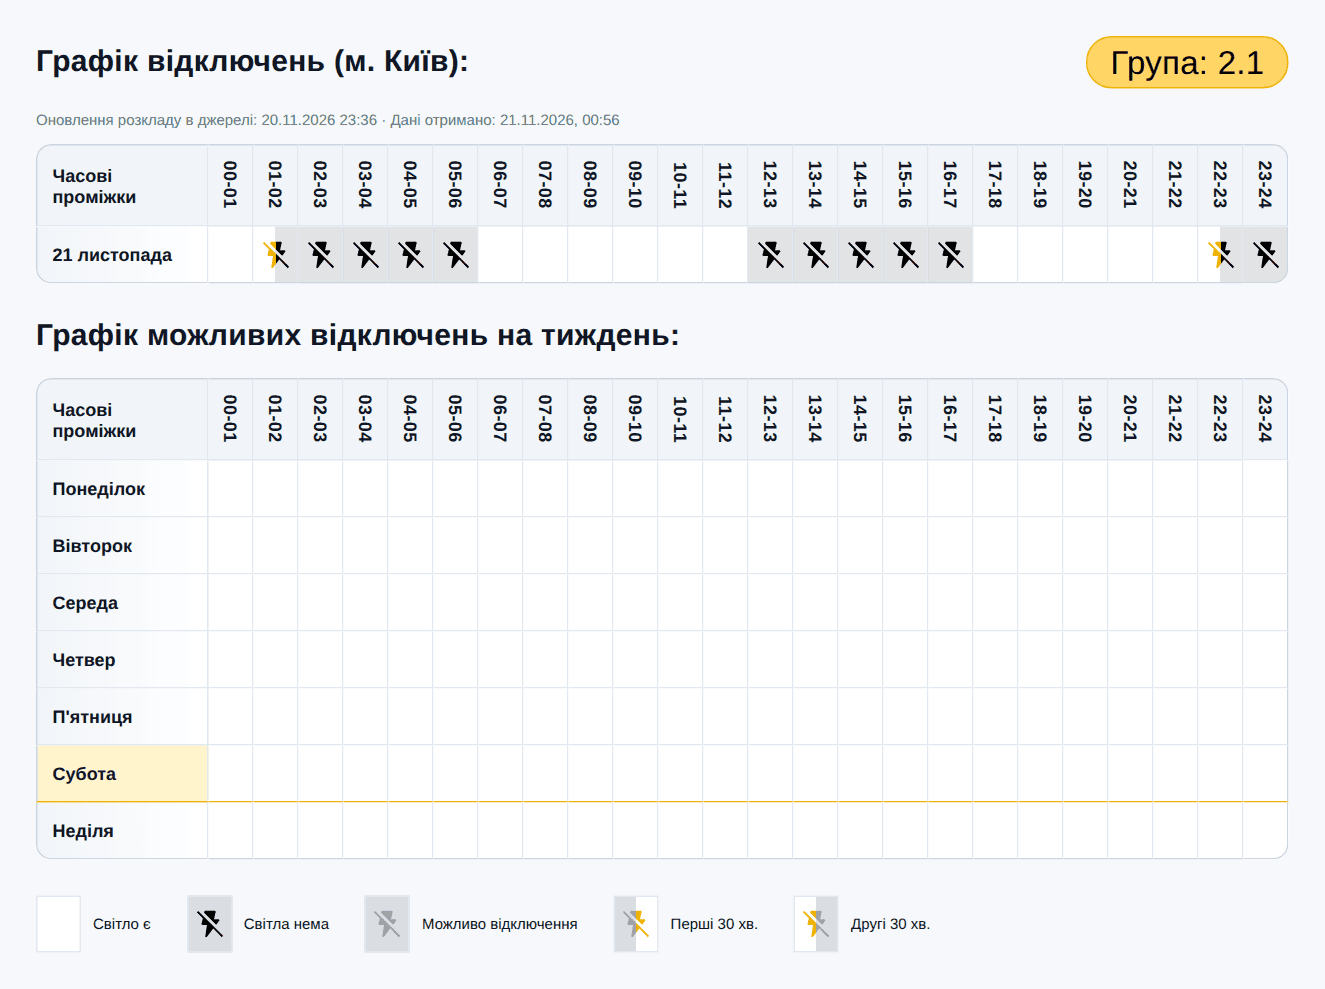 Графік відключень (м. Київ):
Група: 2.1
Оновлення розкладу в джерелі: 20.11.2026 23:36 · Дані отримано: 21.11.2026, 00:56
Часові проміжки 00-01 01-02 02-03 03-04 04-05 05-06 06-07 07-08 08-09 09-10 10-11 11-12 12-13 13-14 14-15 15-16 16-17 17-18 18-19 19-20 20-21 21-22 22-23 23-24
21 листопада
Графік можливих відключень на тиждень:
Часові проміжки 00-01 01-02 02-03 03-04 04-05 05-06 06-07 07-08 08-09 09-10 10-11 11-12 12-13 13-14 14-15 15-16 16-17 17-18 18-19 19-20 20-21 21-22 22-23 23-24
Понеділок
Вівторок
Середа
Четвер
П'ятниця
Субота
Неділя
Світло є Світла нема Можливо відключення Перші 30 хв. Другі 30 хв.